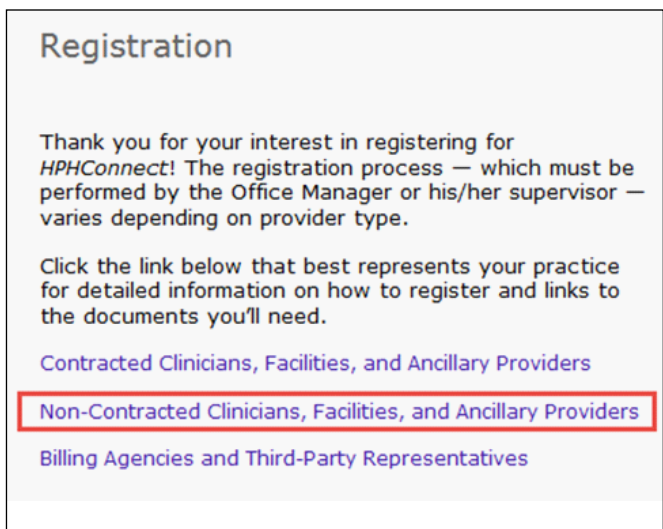 Registration
Thank you for your interest in registering for
HPHConnect! The registration process — which must be
performed by the Office Manager or his/her supervisor —
varies depending on provider type.
Click the link below that best represents your practice
for detailed information on how to register and links to
the documents you'll need.
Contracted Clinicians, Facilities, and Ancillary Providers
Non-Contracted Clinicians, Facilities, and Ancillary Providers
Billing Agencies and Third-Party Representatives